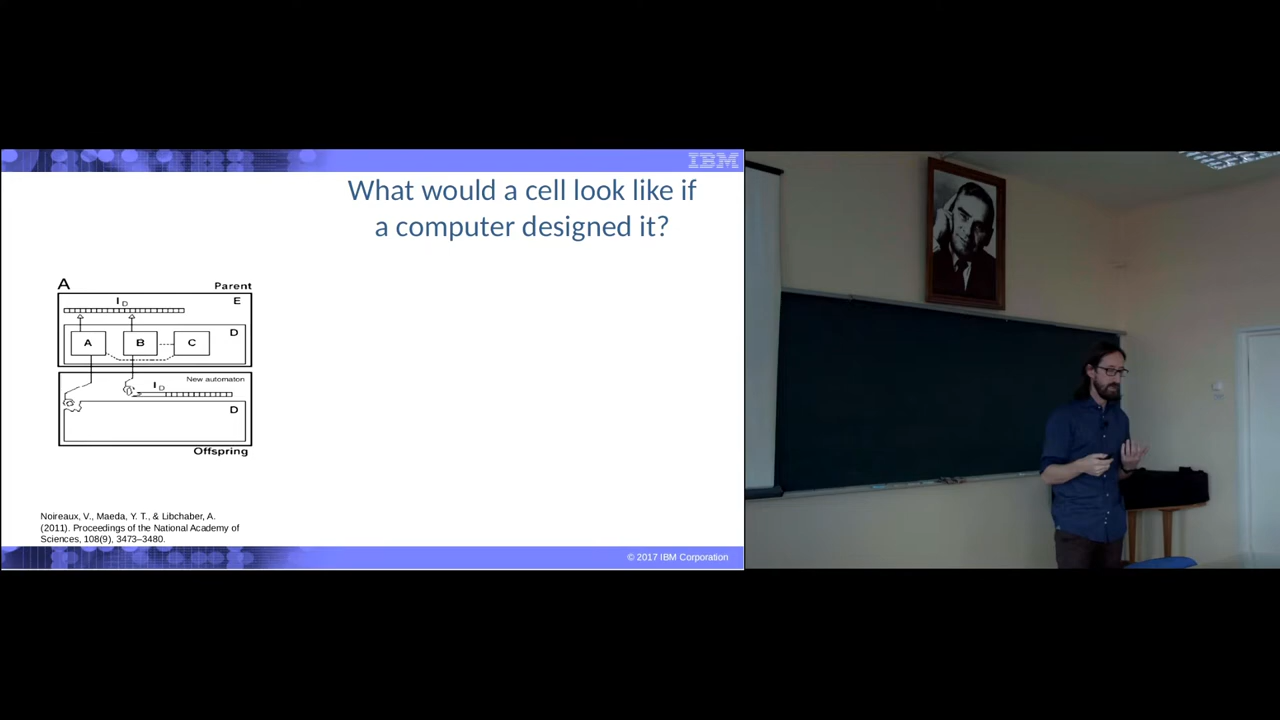 IBM
What would a cell look like if
a computer designed it?
A
Parent
I D
E
D
A
B
C
New automaton
I D
D
Offspring
Noireaux, V., Maeda, Y. T., & Libchaber, A.
(2011). Proceedings of the National Academy of
Sciences, 108(9), 3473–3480.
© 2017 IBM Corporation